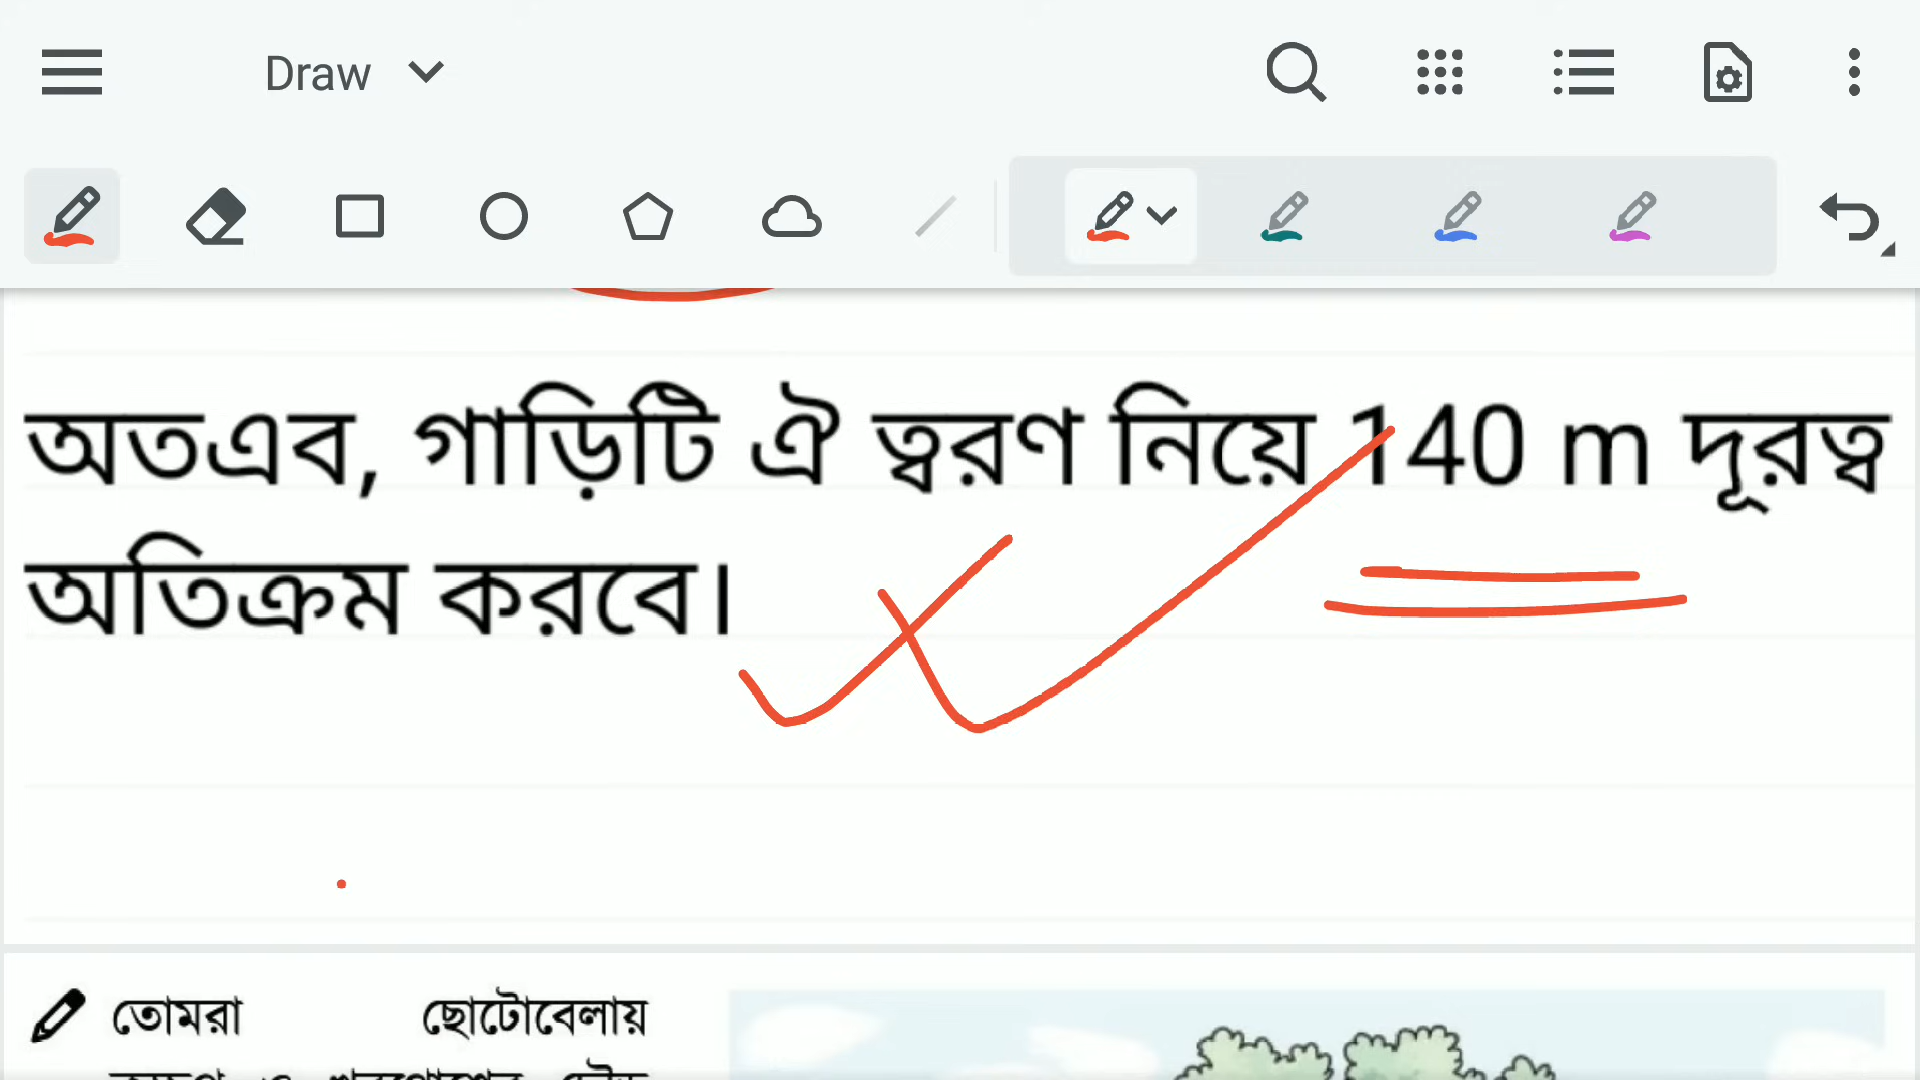 Draw
অতএব, গাড়িটি ঐ ত্বরণ নিয়ে 140 m দূরত্ব
অতিক্রম করবে।
তোমরা ছোটোবেলায়